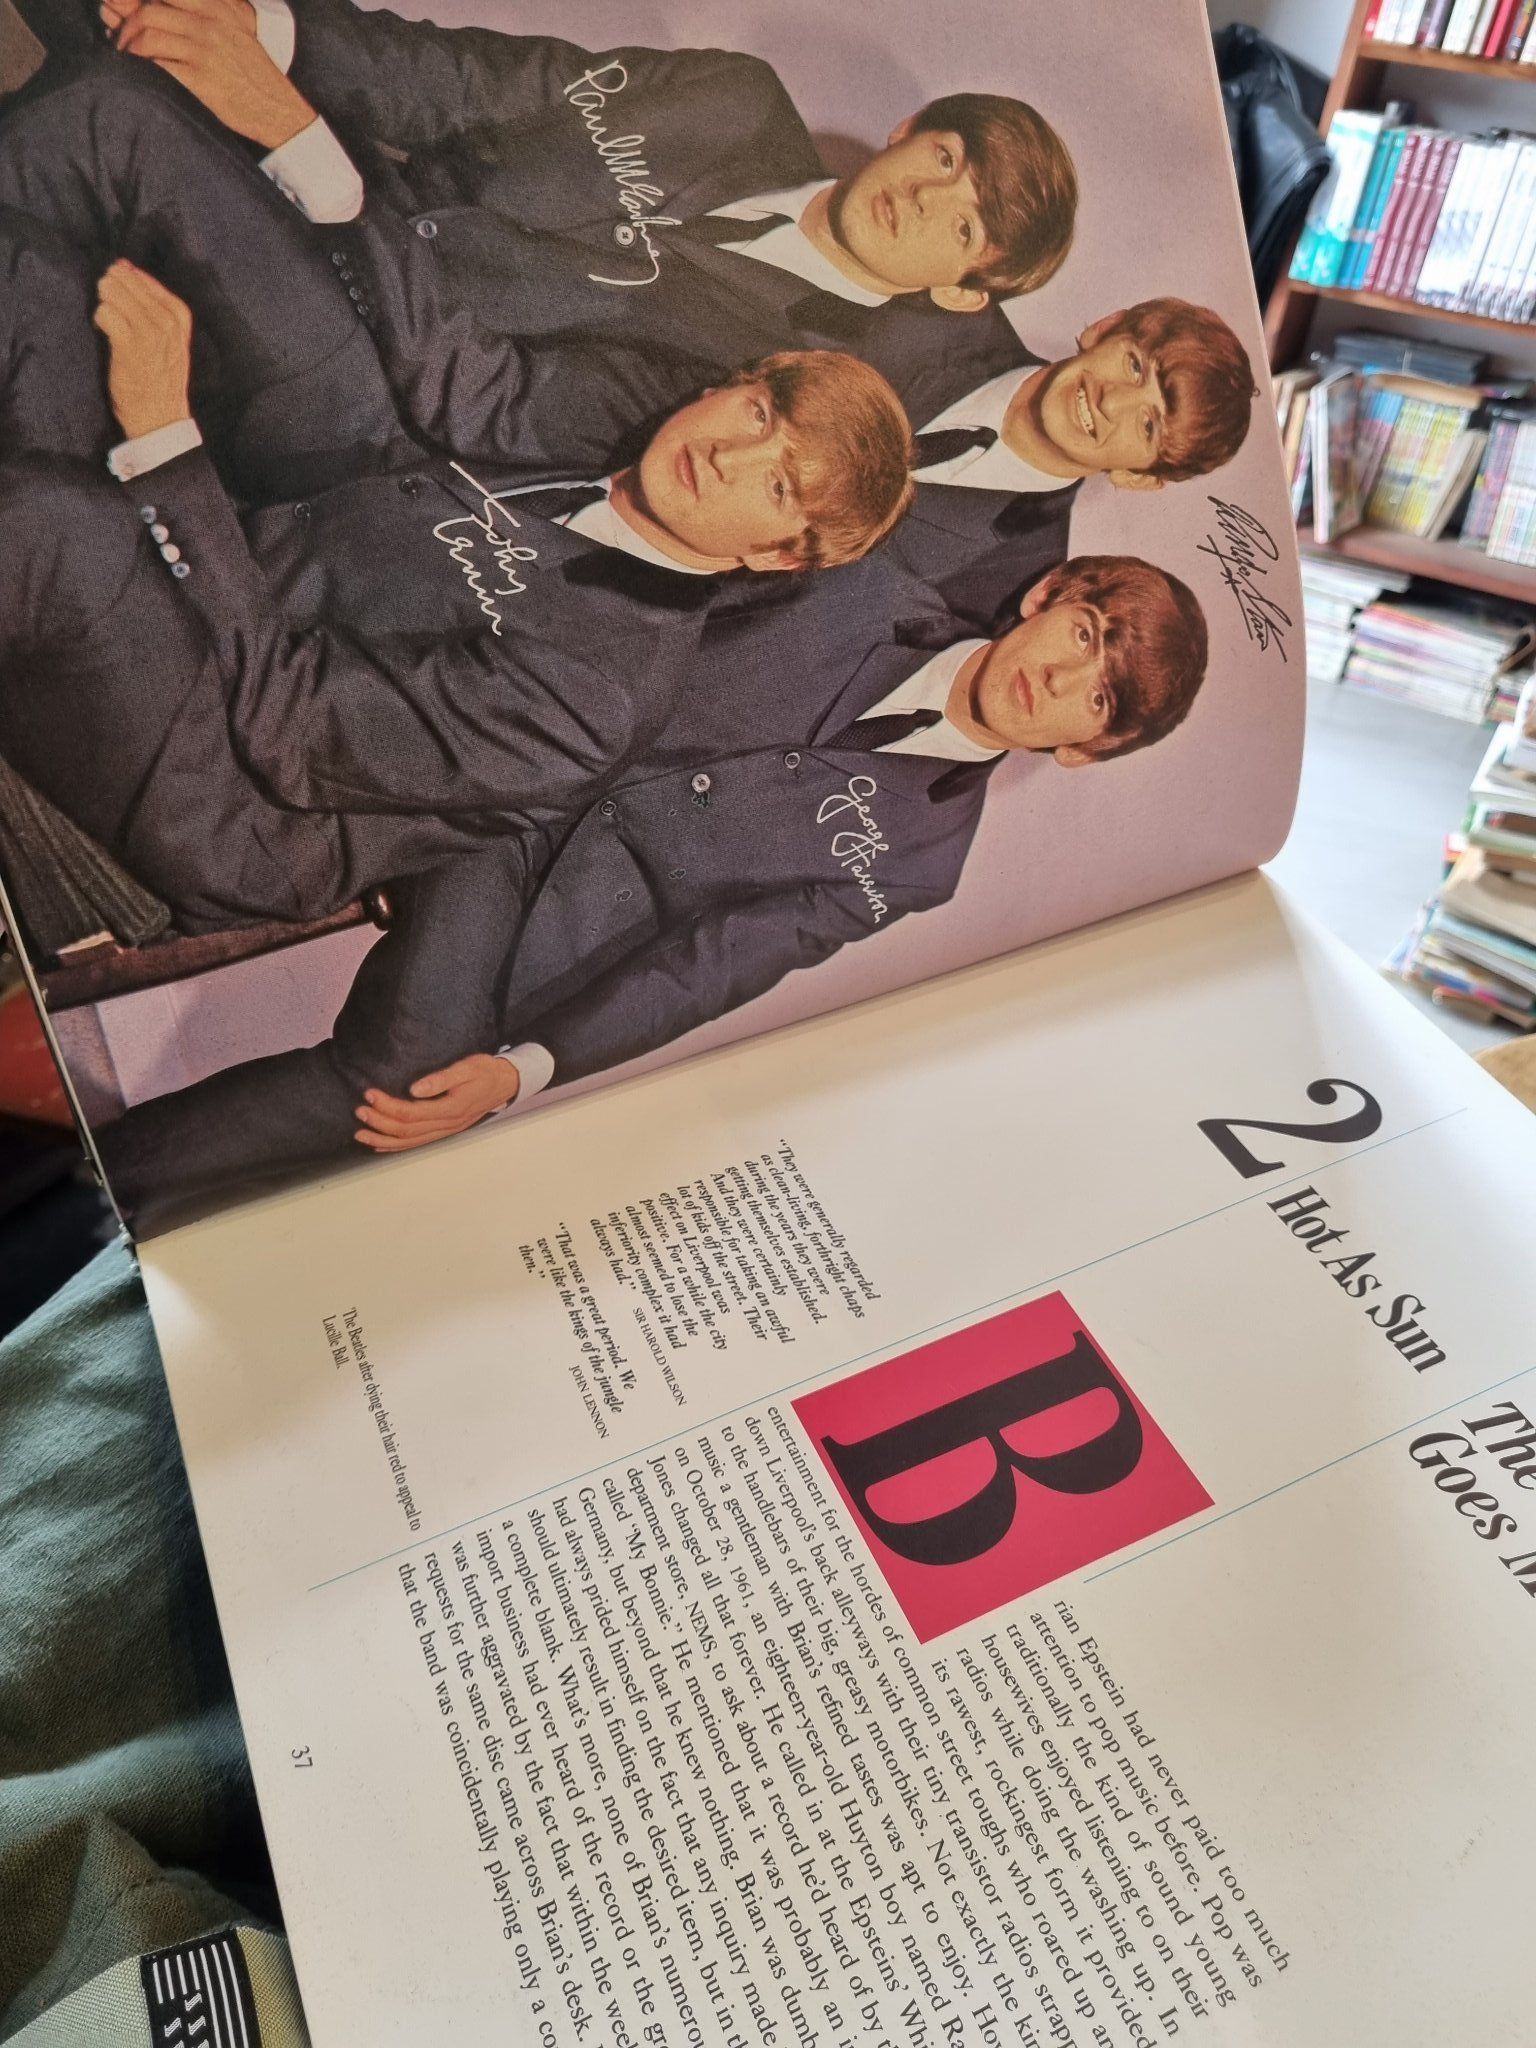 Paul McCartney
John
Lennon
Ringo Starr
George
Harrison
2
Hot As Sun
The
Goes M
"They were generally regarded
as clean-living, forthright chaps
during the years they were
getting themselves established.
And they were certainly
responsible for taking an awful
lot of kids off the street. Their
effect on Liverpool was
positive. For a while the city
almost seemed to lose the
inferiority complex it had
always had."
SIR HAROLD WILSON
"That was a great period. We
were like the kings of the jungle
then."
JOHN LENNON
The Beatles after dying their hair red to appeal to
Lucille Ball.
B
rian Epstein had never paid too much
attention to pop music before. Pop was
traditionally the kind of sound young
housewives enjoyed listening to on their
radios while doing the washing up. In
its rawest, rockingest form it provided
entertainment for the hordes of common street toughs who roared up an
down Liverpool's back alleyways with their tiny transistor radios strapp
to the handlebars of their big, greasy motorbikes. Not exactly the kin
music a gentleman with Brian's refined tastes was apt to enjoy. Ho
on October 28, 1961, an eighteen-year-old Huyton boy named Ra
Jones changed all that forever. He called in at the Epsteins' Whi
department store, NEMS, to ask about a record he'd heard of by t
called "My Bonnie." He mentioned that it was probably an i
Germany, but beyond that he knew nothing. Brian was dumb
had always prided himself on the fact that any inquiry made
should ultimately result in finding the desired item, but in th
a complete blank. What's more, none of Brian's numerou
import business had ever heard of the record or the gr
was further aggravated by the fact that within the wee
requests for the same disc came across Brian's desk.
that the band was coincidentally playing only a co
37